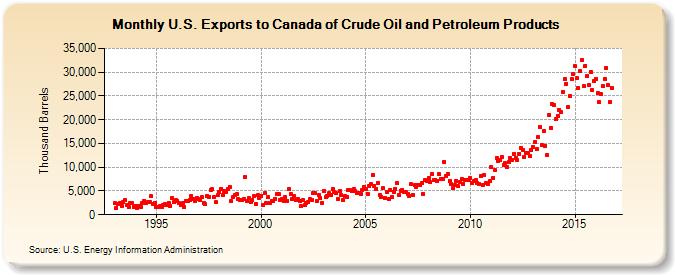 Monthly U.S. Exports to Canada of Crude Oil and Petroleum Products
Thousand Barrels
35,000
30,000
25,000
20,000
15,000
10,000
5,000
0
1995 2000 2005 2010 2015
Source: U.S. Energy Information Administration